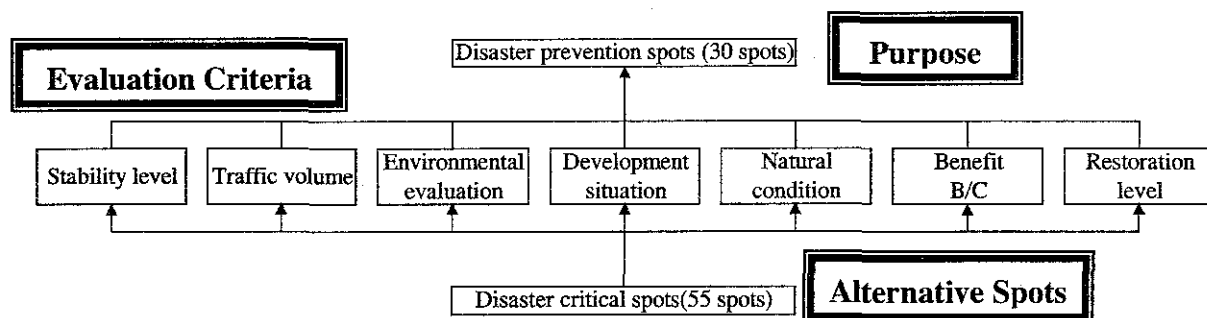 Disaster prevention spots (30 spots)
Purpose
Evaluation Criteria
Stability level
Traffic volume
Environmental
evaluation
Development
situation
Natural
condition
Benefit
B/C
Restoration
level
Disaster critical spots(55 spots)
Alternative Spots